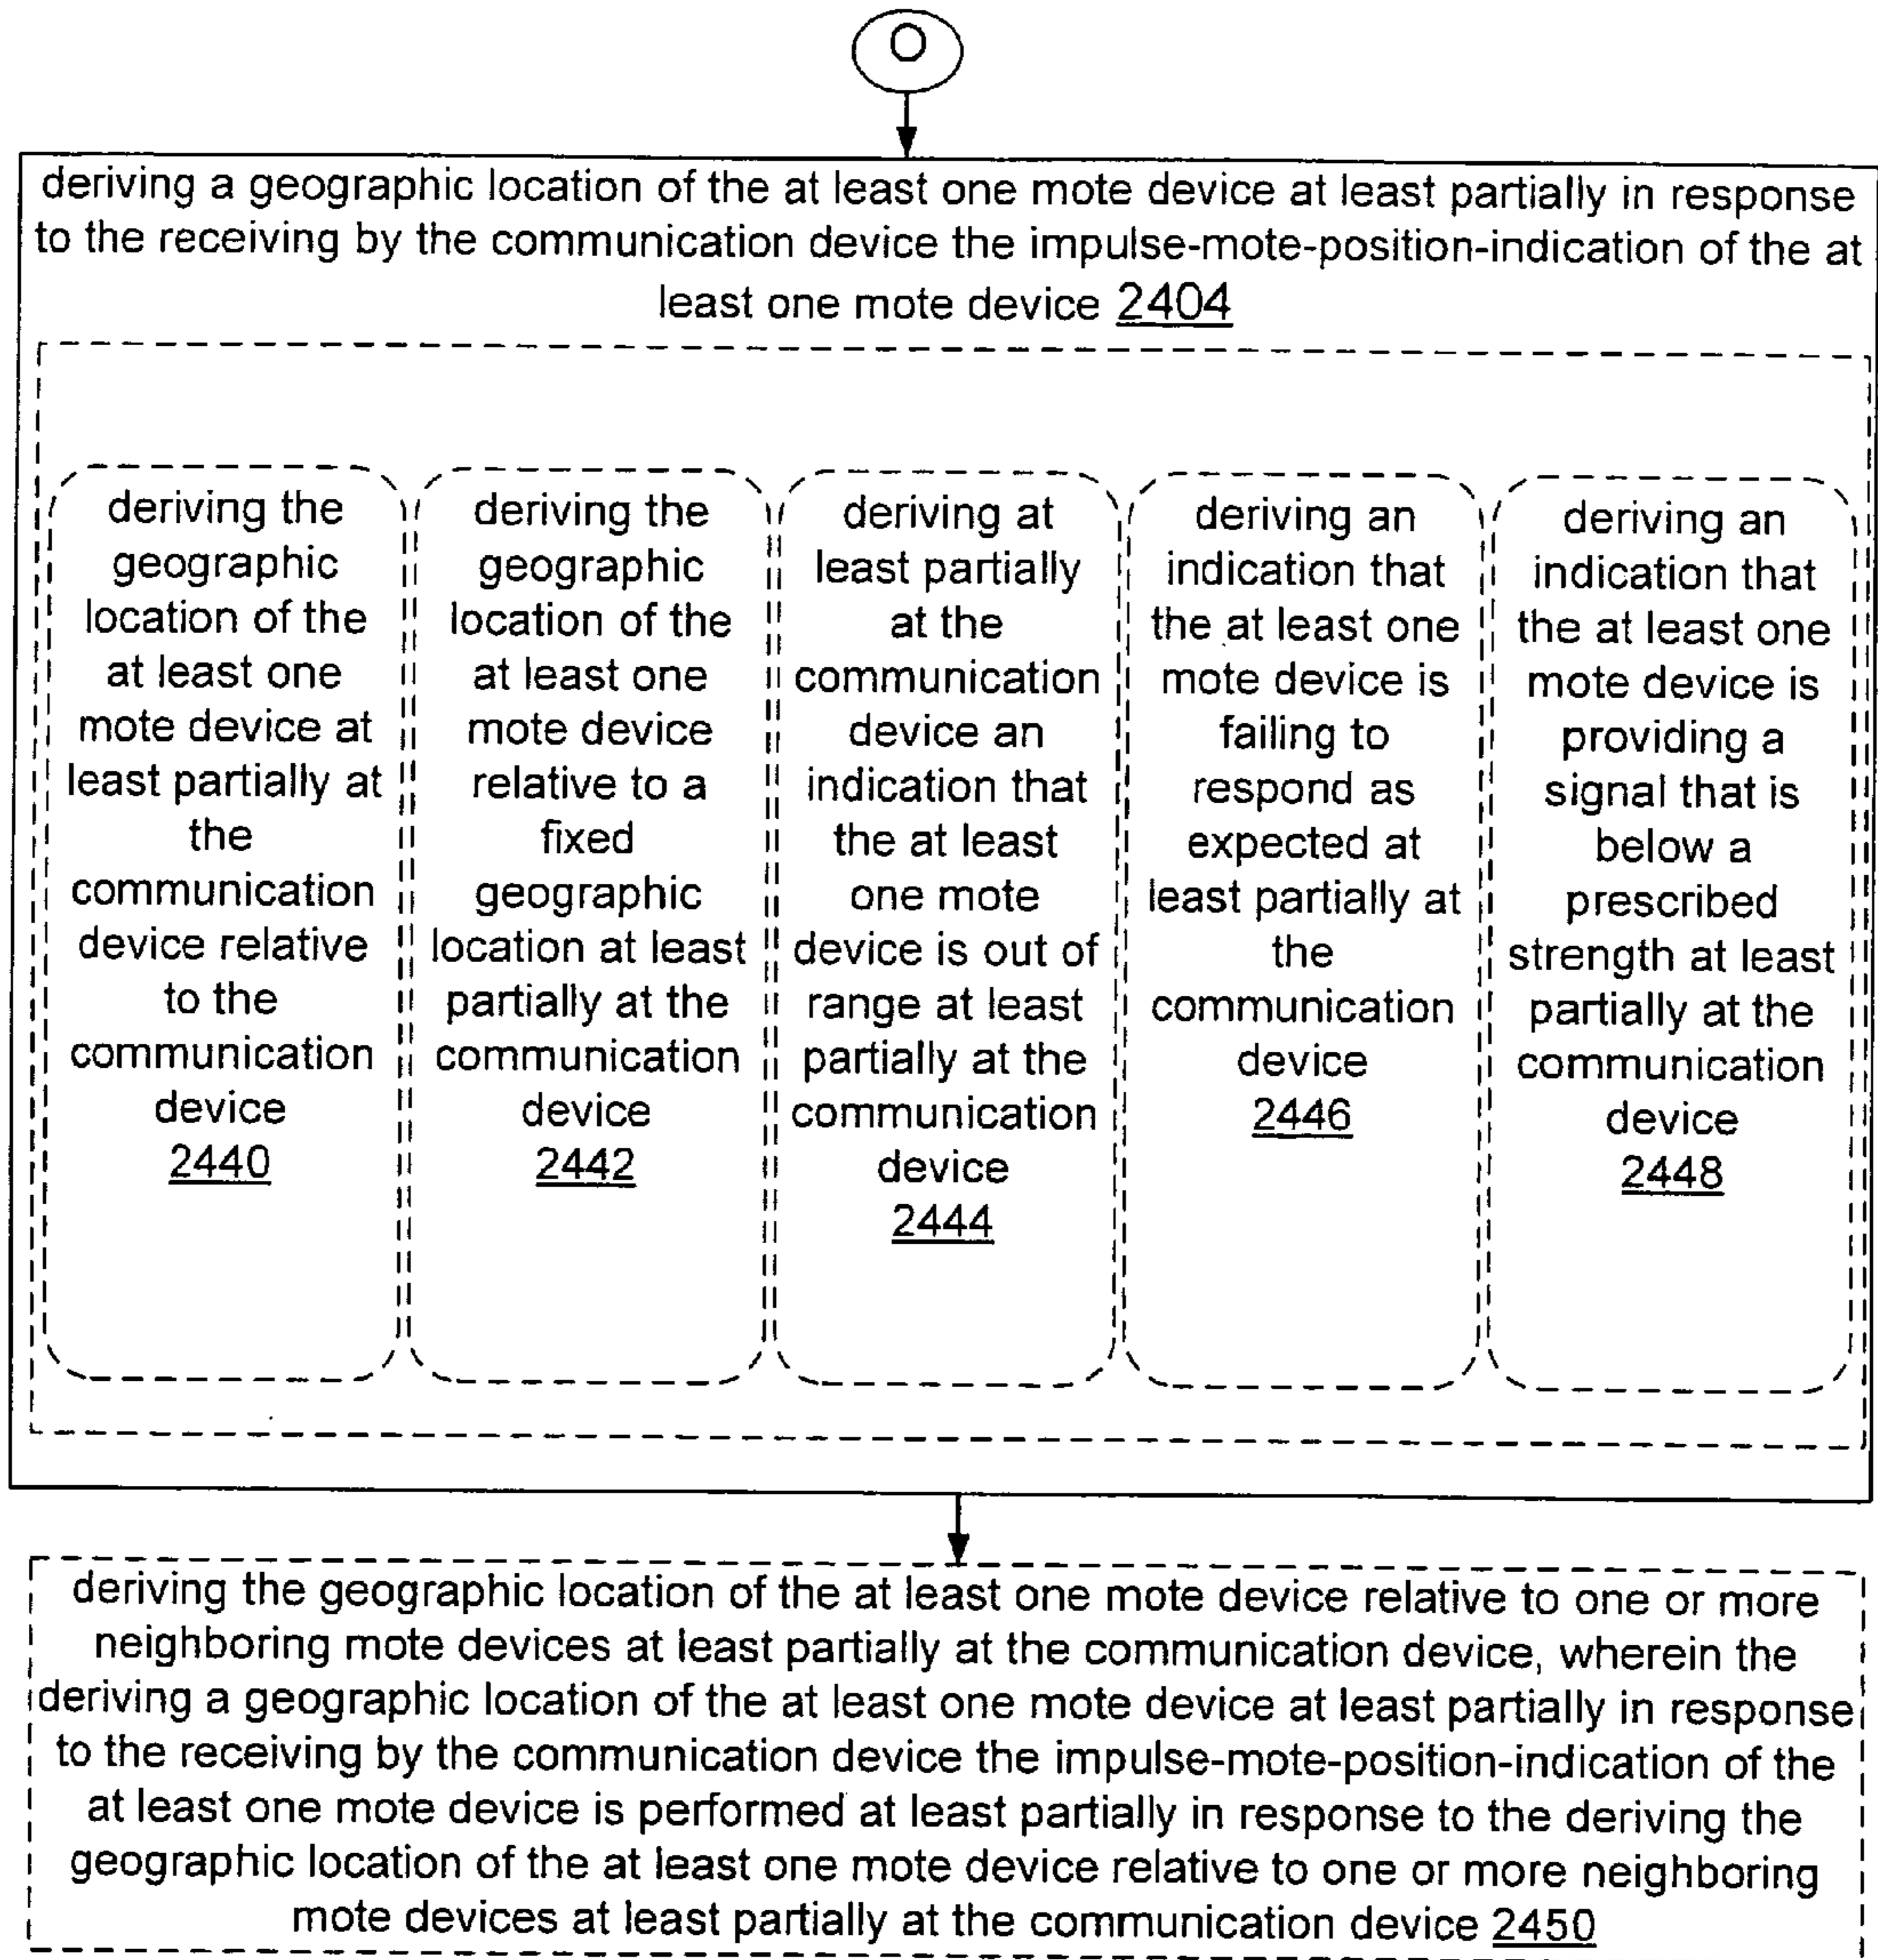 O
deriving a geographic location of the at least one mote device at least partially in response
to the receiving by the communication device the impulse-mote-position-indication of the at
least one mote device 2404
deriving the
geographic
location of the
at least one
mote device at
least partially at
the
communication
device relative
to the
communication
device
2440
deriving the
geographic
location of the
at least one
mote device
relative to a
fixed
geographic
location at least
partially at the
communication
device
2442
deriving at
least partially
at the
communication
device an
indication that
the at least
one mote
device is out of
range at least
partially at the
communication
device
2444
deriving an
indication that
the at least one
mote device is
failing to
respond as
expected at
least partially at
the
communication
device
2446
deriving an
indication that
the at least one
mote device is
providing a
signal that is
below a
prescribed
strength at least
partially at the
communication
device
2448
deriving the geographic location of the at least one mote device relative to one or more
neighboring mote devices at least partially at the communication device, wherein the
deriving a geographic location of the at least one mote device at least partially in response
to the receiving by the communication device the impulse-mote-position-indication of the
at least one mote device is performed at least partially in response to the deriving the
geographic location of the at least one mote device relative to one or more neighboring
mote devices at least partially at the communication device 2450